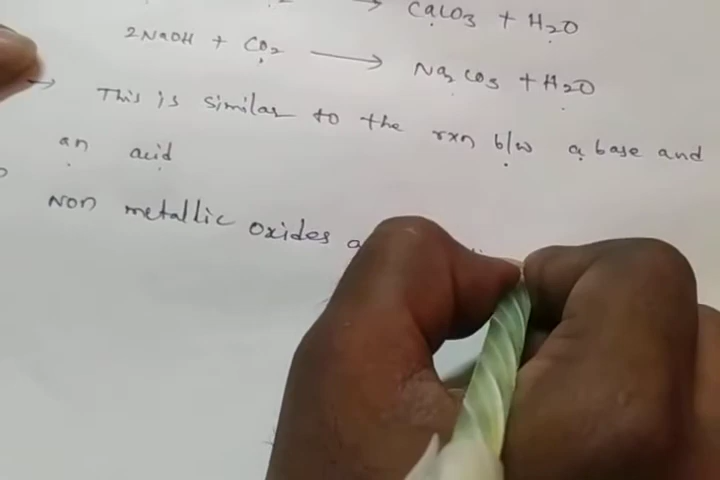 → CaCO3 + H2O
2NaOH + CO2 → Na2CO3 + H2O
→ This is similar to the rxn b/w a base and
an acid
Non metallic oxides